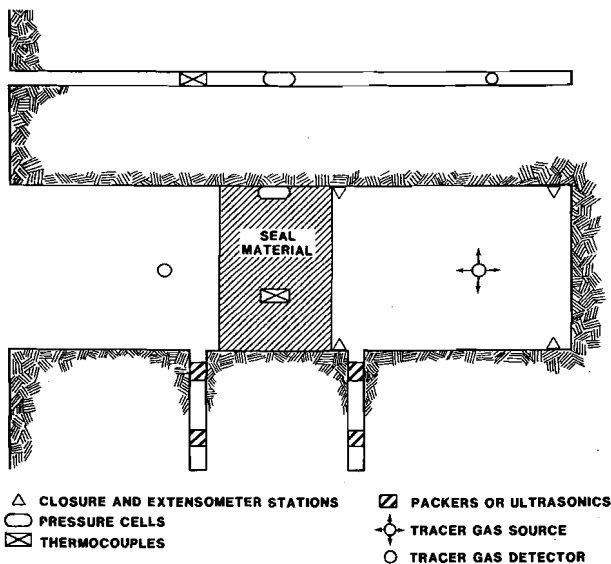 SEAL
MATERIAL
CLOSURE AND EXTENSOMETER STATIONS
PRESSURE CELLS
THERMOCOUPLES
PACKERS OR ULTRASONICS
TRACER GAS SOURCE
TRACER GAS DETECTOR